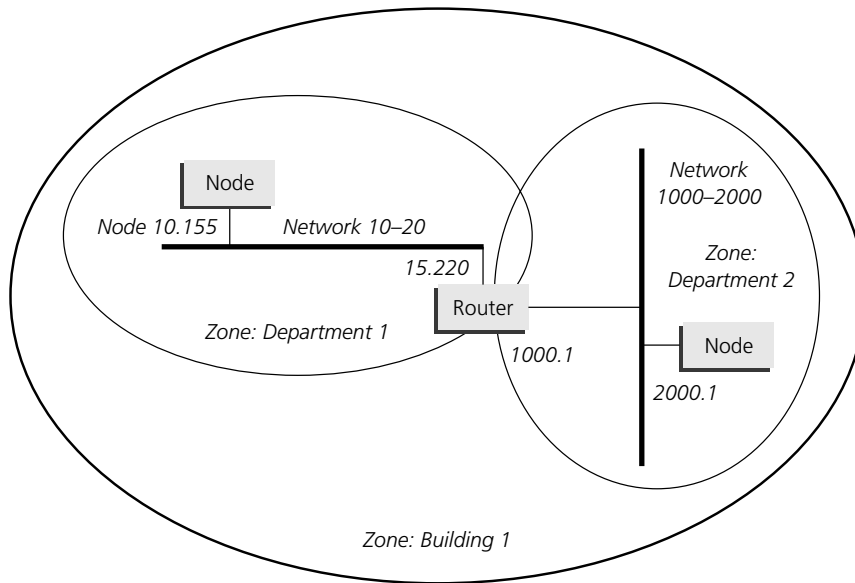 Node
Node 10.155
Network 10–20
15.220
Router
Zone: Department 1
1000.1
Network
1000–2000
Zone:
Department 2
Node
2000.1
Zone: Building 1